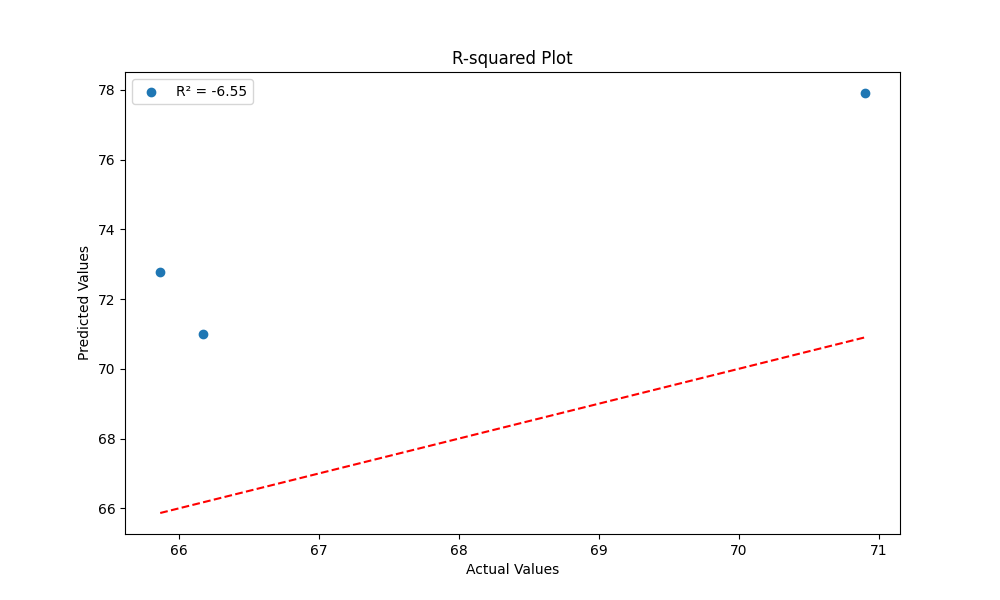 R-squared Plot
R² = -6.55
78
76
74
72
70
68
66
Predicted Values
66 67 68 69 70 71
Actual Values